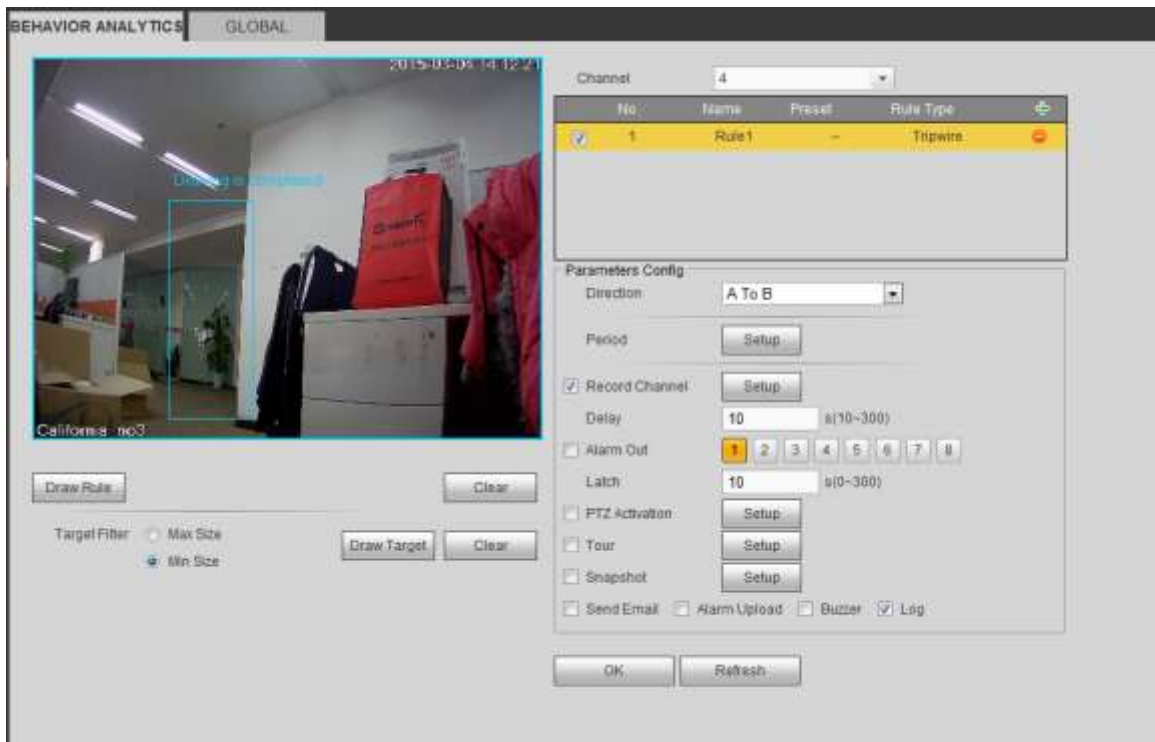 BEHAVIOR ANALYTICS GLOBAL
2015-03-04 14:12:21
California no3
Draw Rule Clear
Target Filter Max Size
Min Size
Draw Target Clear
Channel 4
No. Name Preset Rule Type
1 Rule1 -- Tripwire
Parameters Config
Direction A To B
Period Setup
Record Channel Setup
Delay 10 s(10~300)
Alarm Out 1 2 3 4 5 6 7 8
Latch 10 s(0~300)
PTZ Activation Setup
Tour Setup
Snapshot Setup
Send Email Alarm Upload Buzzer Log
OK Refresh